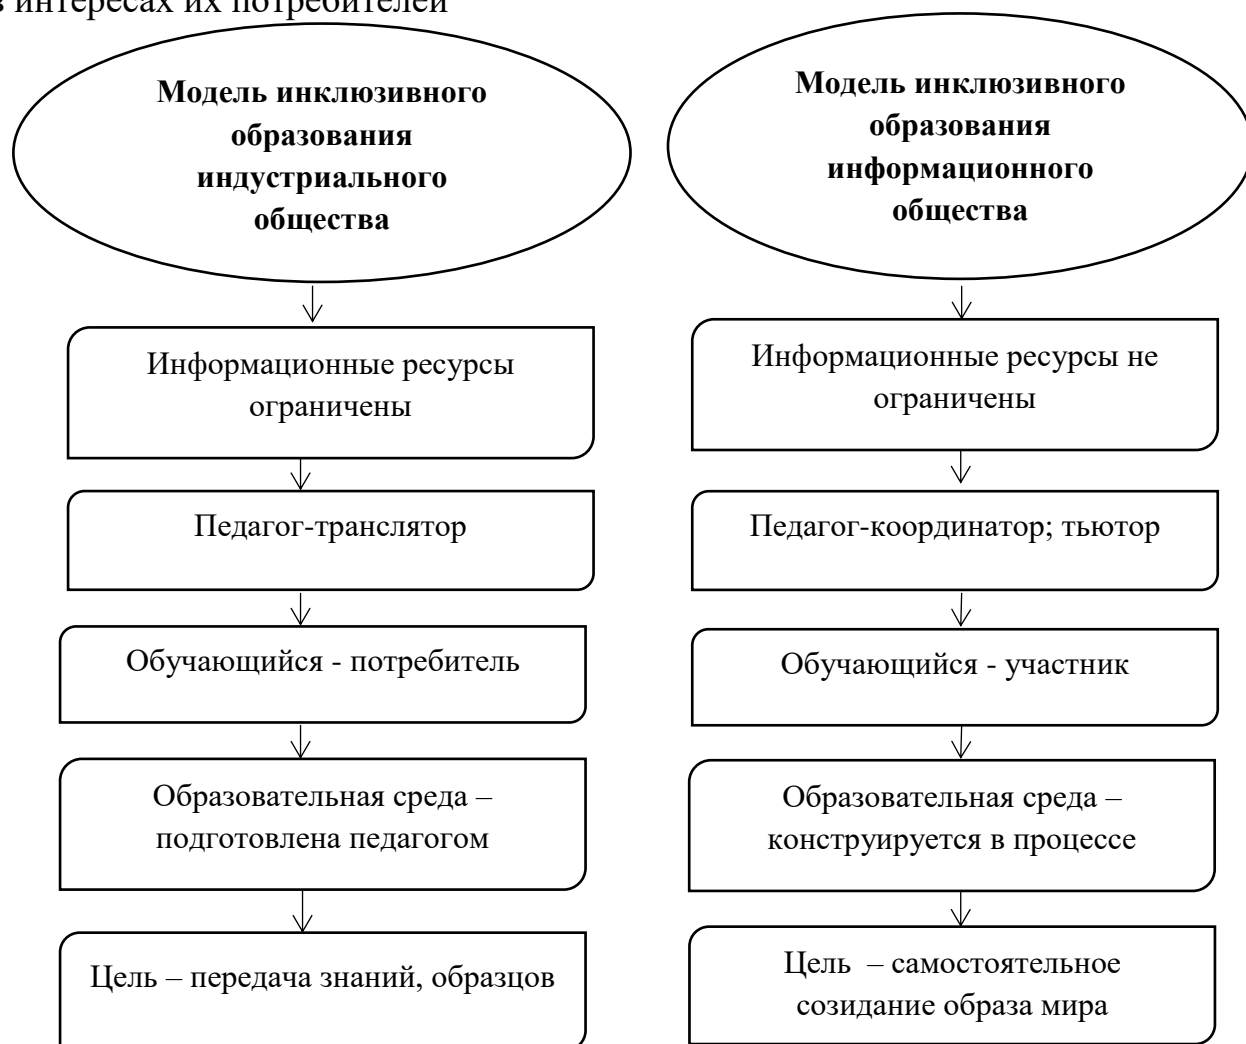 в интересах их потребителей
Модель инклюзивного
образования
индустриального
общества
Информационные ресурсы
ограничены
Педагог-транслятор
Обучающийся - потребитель
Образовательная среда –
подготовлена педагогом
Цель – передача знаний, образцов
Модель инклюзивного
образования
информационного
общества
Информационные ресурсы не
ограничены
Педагог-координатор; тьютор
Обучающийся - участник
Образовательная среда –
конструируется в процессе
Цель – самостоятельное
созидание образа мира